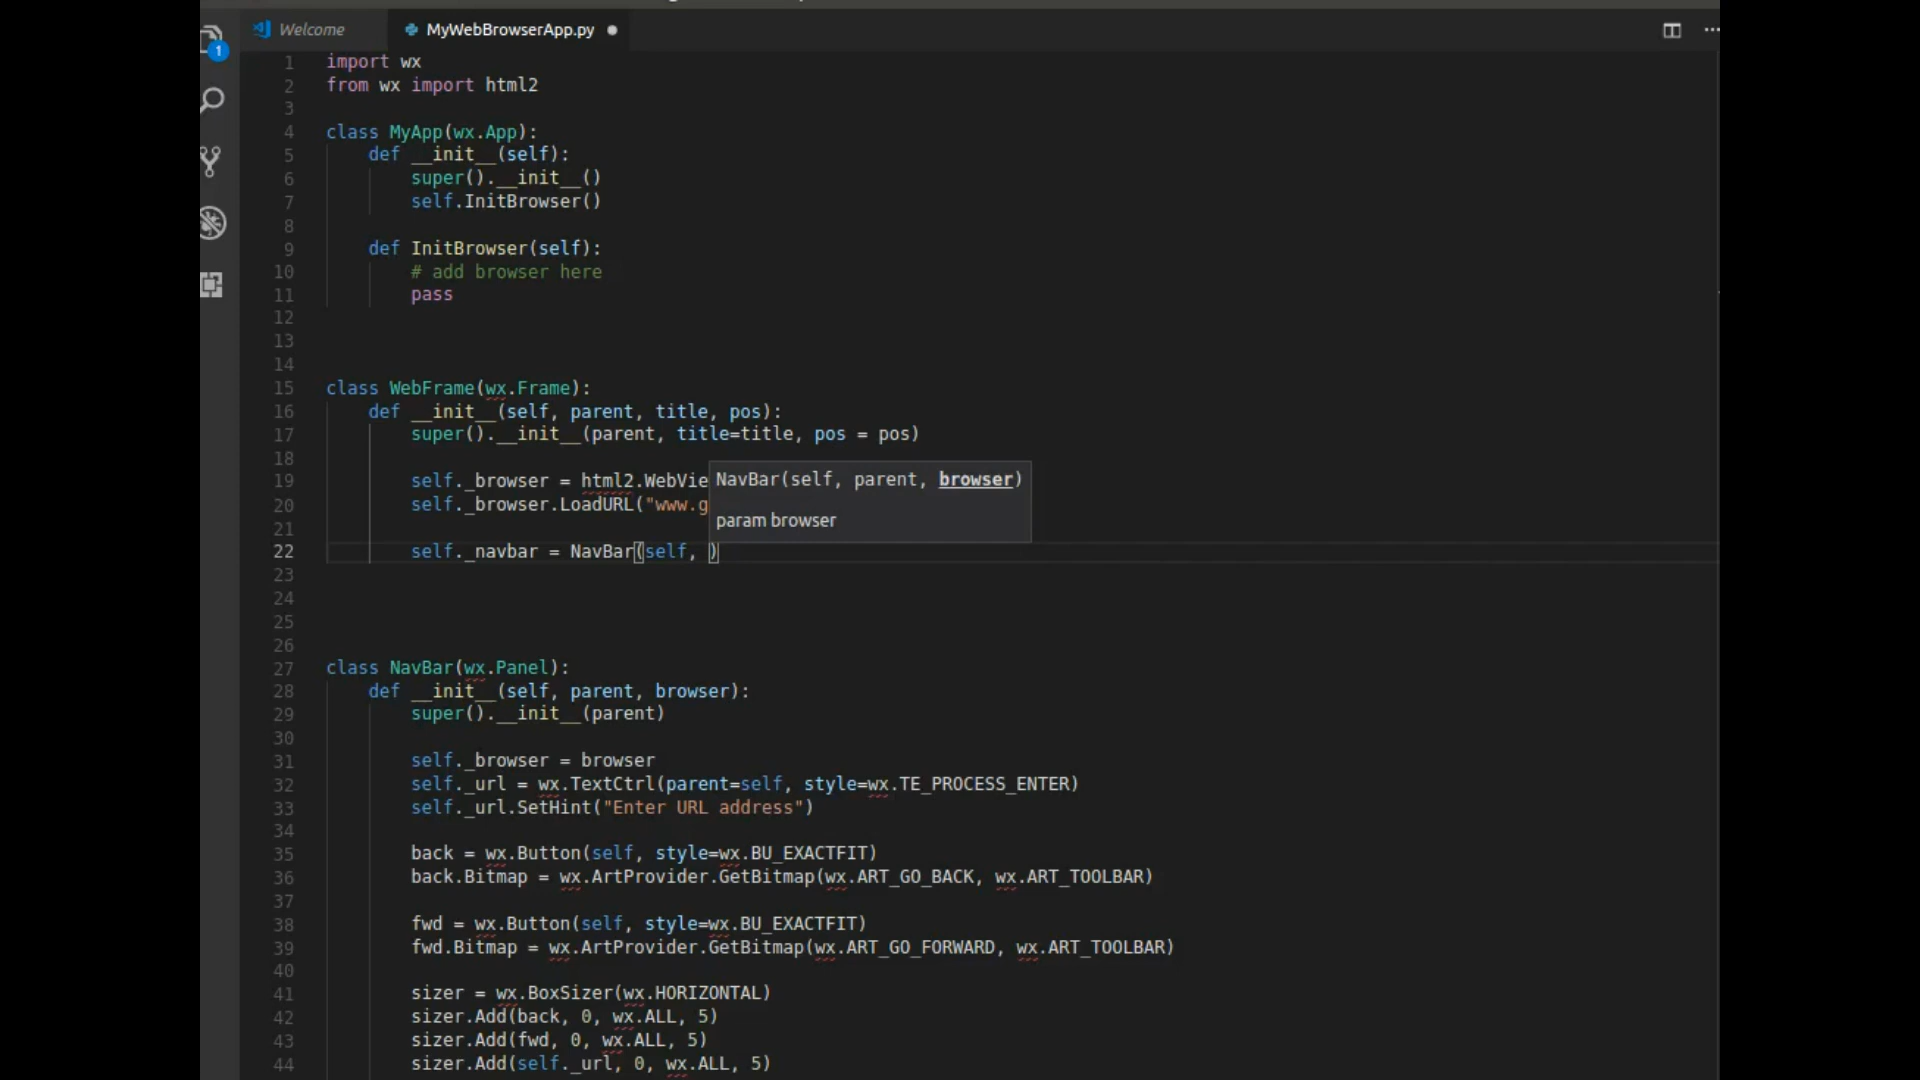 Welcome
MyWebBrowserApp.py
1
1 import wx
2 from wx import html2
3
4 class MyApp(wx.App):
5 def __init__(self):
6 super().__init__()
7 self.InitBrowser()
8
9 def InitBrowser(self):
10 # add browser here
11 pass
12
13
14
15 class WebFrame(wx.Frame):
16 def __init__(self, parent, title, pos):
17 super().__init__(parent, title=title, pos = pos)
18
19 self._browser = html2.WebVie
NavBar(self, parent, browser)
20 self._browser.LoadURL("www.g
param browser
21
22 self._navbar = NavBar(self, )
23
24
25
26
27 class NavBar(wx.Panel):
28 def __init__(self, parent, browser):
29 super().__init__(parent)
30
31 self._browser = browser
32 self._url = wx.TextCtrl(parent=self, style=wx.TE_PROCESS_ENTER)
33 self._url.SetHint("Enter URL address")
34
35 back = wx.Button(self, style=wx.BU_EXACTFIT)
36 back.Bitmap = wx.ArtProvider.GetBitmap(wx.ART_GO_BACK, wx.ART_TOOLBAR)
37
38 fwd = wx.Button(self, style=wx.BU_EXACTFIT)
39 fwd.Bitmap = wx.ArtProvider.GetBitmap(wx.ART_GO_FORWARD, wx.ART_TOOLBAR)
40
41 sizer = wx.BoxSizer(wx.HORIZONTAL)
42 sizer.Add(back, 0, wx.ALL, 5)
43 sizer.Add(fwd, 0, wx.ALL, 5)
44 sizer.Add(self._url, 0, wx.ALL, 5)